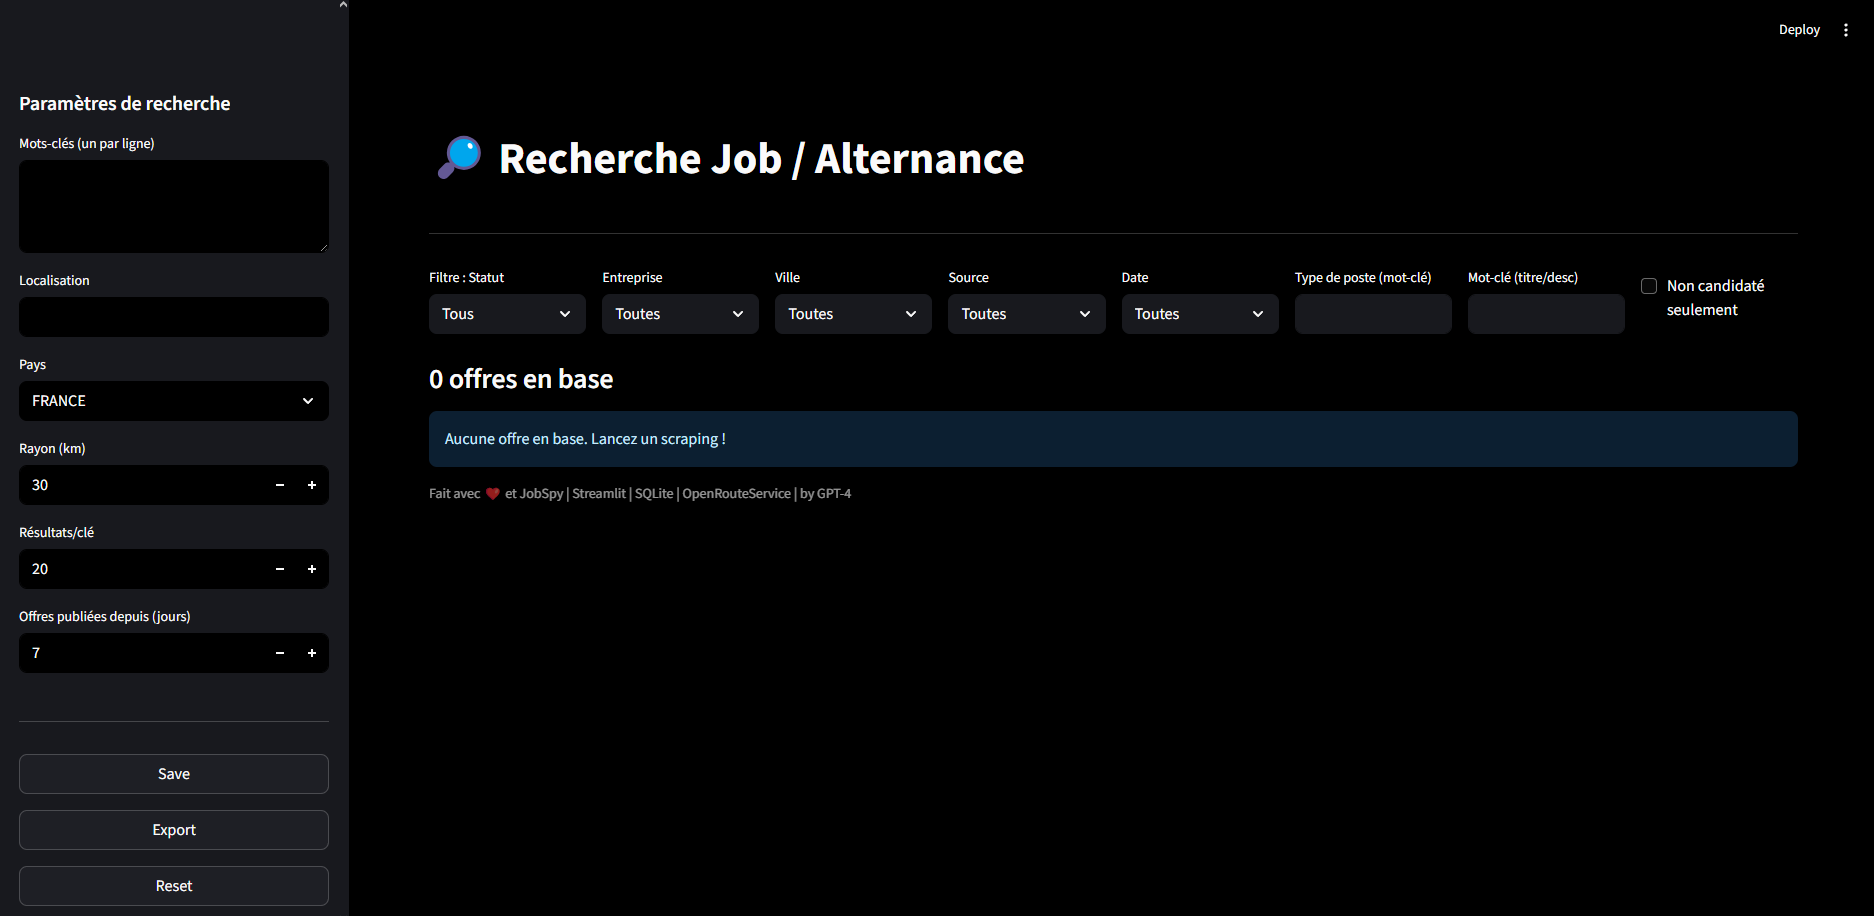 Deploy
Paramètres de recherche
Mots-clés (un par ligne)
Localisation
Pays
FRANCE
Rayon (km)
30
Résultats/clé
20
Offres publiées depuis (jours)
7
Save
Export
Reset
Recherche Job / Alternance
Filtre : Statut
Tous
Entreprise
Toutes
Ville
Toutes
Source
Toutes
Date
Toutes
Type de poste (mot-clé)
Mot-clé (titre/desc)
Non candidaté
seulement
0 offres en base
Aucune offre en base. Lancez un scraping !
Fait avec ❤️ et JobSpy | Streamlit | SQLite | OpenRouteService | by GPT-4